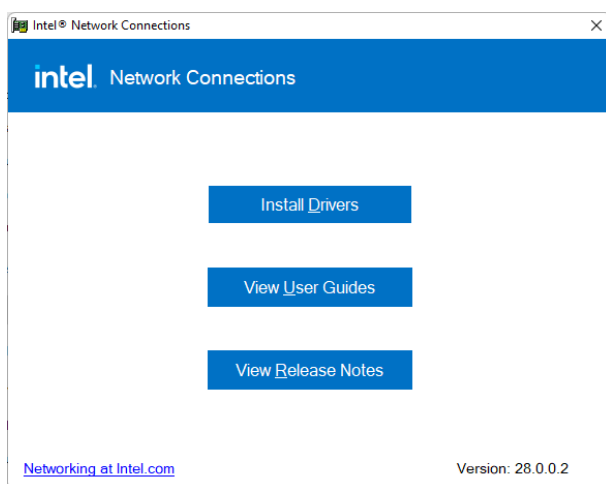 Intel® Network Connections
intel. Network Connections
Install Drivers
View User Guides
View Release Notes
Networking at Intel.com
Version: 28.0.0.2